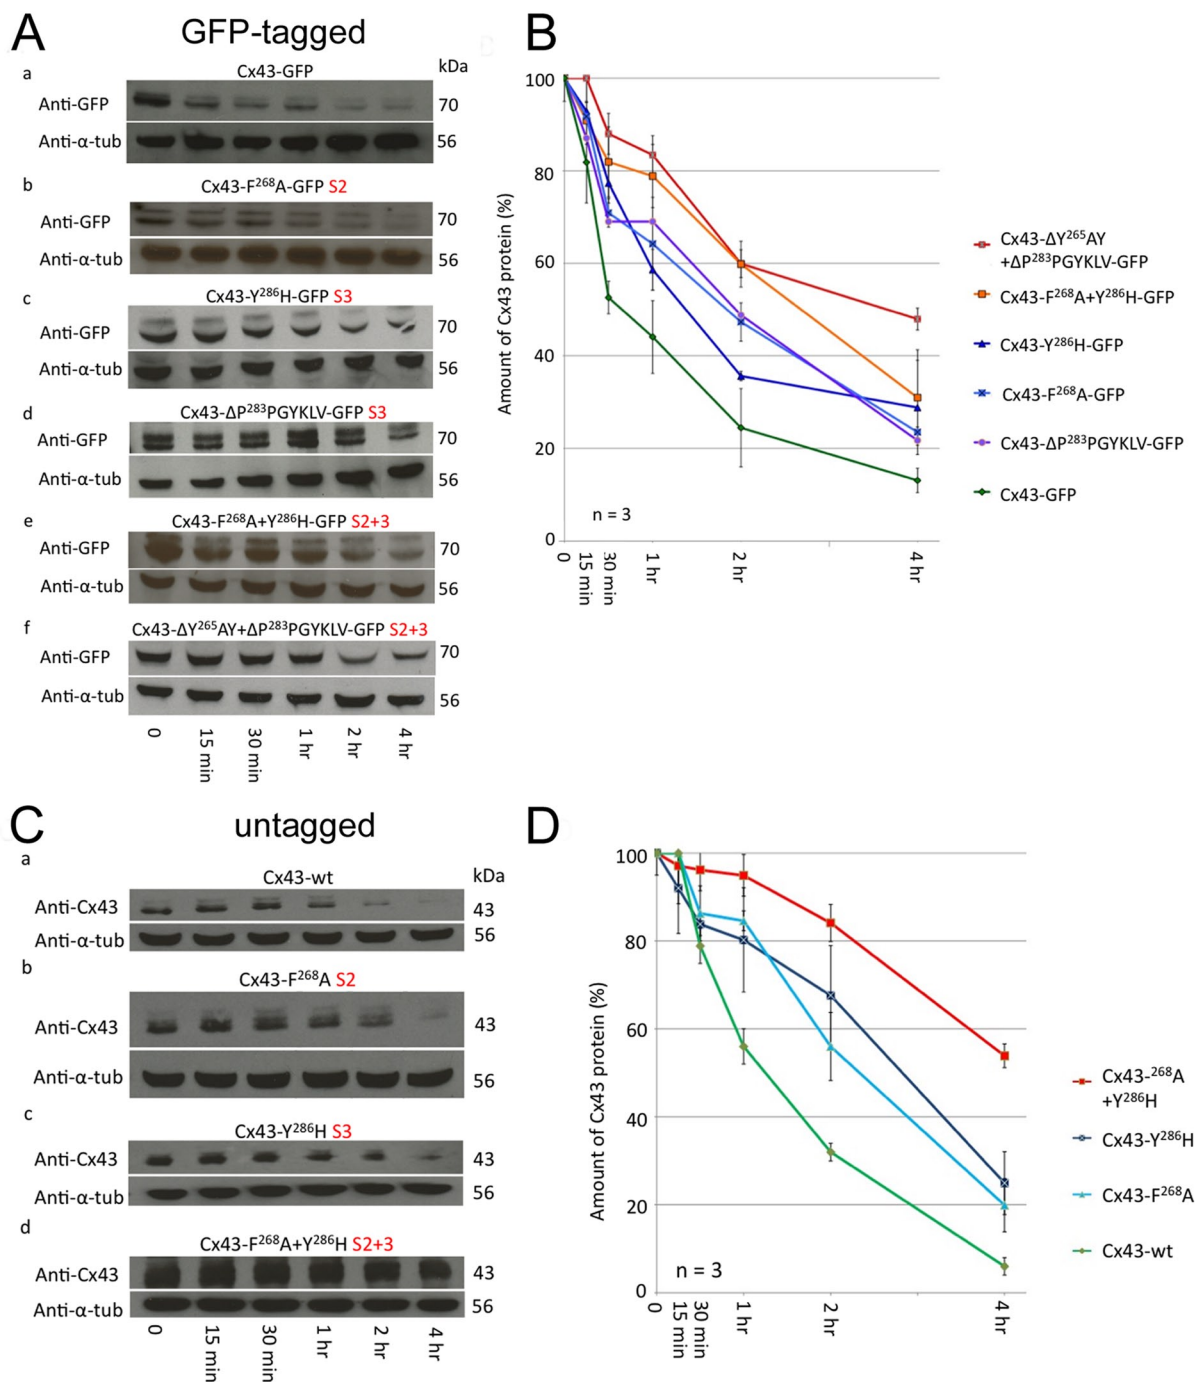 A GFP-tagged
a Cx43-GFP kDa
Anti-GFP 70
Anti-α-tub 56
b Cx43-F²⁶⁸A-GFP S2
Anti-GFP 70
Anti-α-tub 56
c Cx43-Y²⁸⁶H-GFP S3
Anti-GFP 70
Anti-α-tub 56
d Cx43-ΔP²⁸³PGYKLV-GFP S3
Anti-GFP 70
Anti-α-tub 56
e Cx43-F²⁶⁸A+Y²⁸⁶H-GFP S2+3
Anti-GFP 70
Anti-α-tub 56
f Cx43-ΔY²⁶⁵AY+ΔP²⁸³PGYKLV-GFP S2+3
Anti-GFP 70
Anti-α-tub 56
0 15 min 30 min 1 hr 2 hr 4 hr
B
Amount of Cx43 protein (%)
100
80
60
40
20
0
n = 3
0 15 min 30 min 1 hr 2 hr 4 hr
Cx43-ΔY²⁶⁵AY
+ΔP²⁸³PGYKLV-GFP
Cx43-F²⁶⁸A+Y²⁸⁶H-GFP
Cx43-Y²⁸⁶H-GFP
Cx43-F²⁶⁸A-GFP
Cx43-ΔP²⁸³PGYKLV-GFP
Cx43-GFP
C untagged
a Cx43-wt kDa
Anti-Cx43 43
Anti-α-tub 56
b Cx43-F²⁶⁸A S2
Anti-Cx43 43
Anti-α-tub 56
c Cx43-Y²⁸⁶H S3
Anti-Cx43 43
Anti-α-tub 56
d Cx43-F²⁶⁸A+Y²⁸⁶H S2+3
Anti-Cx43 43
Anti-α-tub 56
0 15 min 30 min 1 hr 2 hr 4 hr
D
Amount of Cx43 protein (%)
100
80
60
40
20
0
n = 3
0 15 min 30 min 1 hr 2 hr 4 hr
Cx43-²⁶⁸A
+Y²⁸⁶H
Cx43-Y²⁸⁶H
Cx43-F²⁶⁸A
Cx43-wt